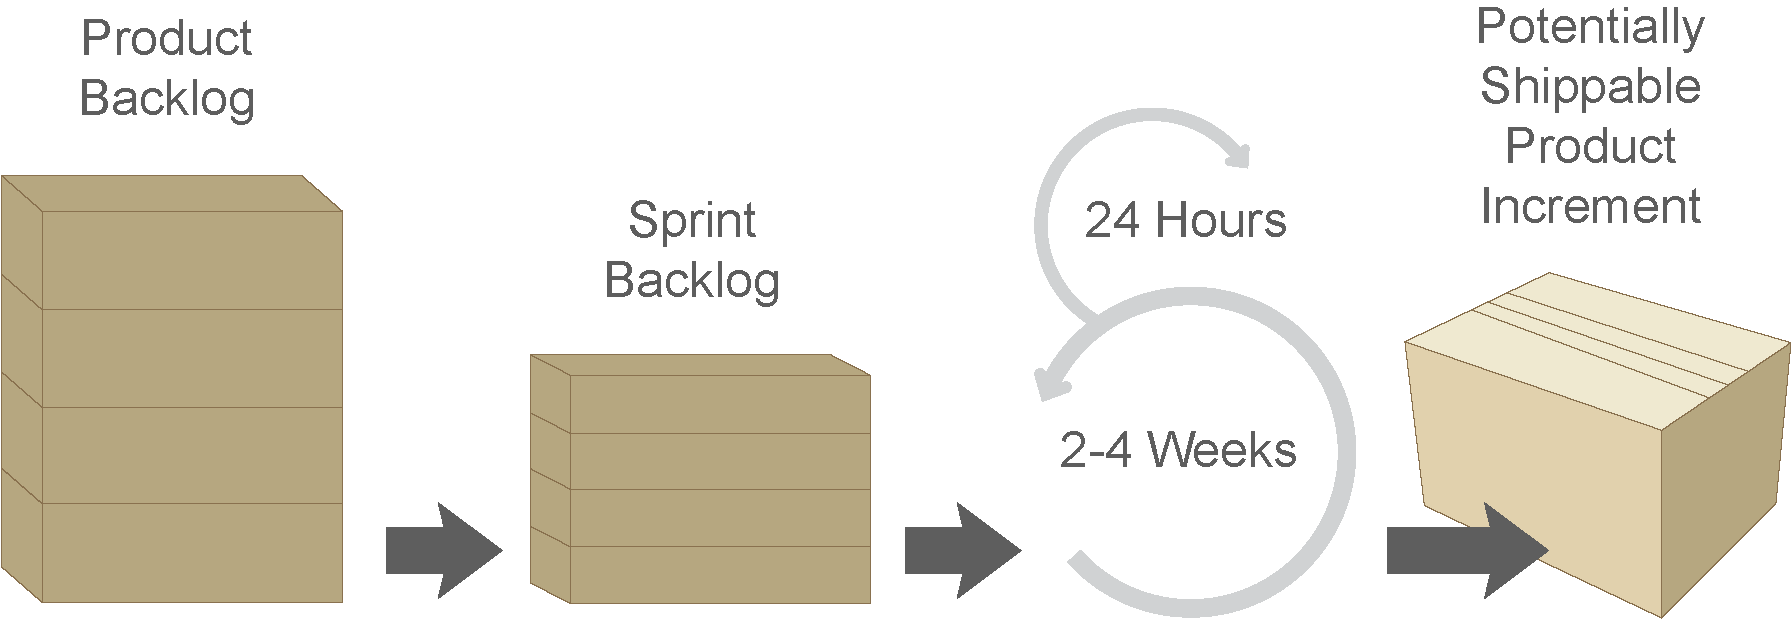 Product
Backlog
Sprint
Backlog
24 Hours
2-4 Weeks
Potentially
Shippable
Product
Increment